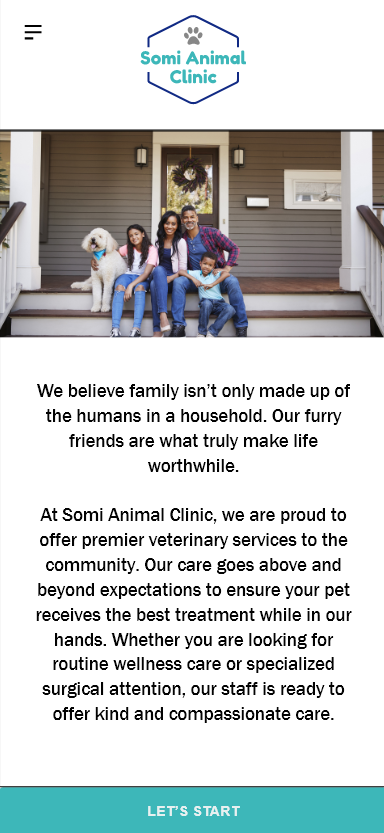 Somi Animal
Clinic
We believe family isn’t only made up of
the humans in a household. Our furry
friends are what truly make life
worthwhile.
At Somi Animal Clinic, we are proud to
offer premier veterinary services to the
community. Our care goes above and
beyond expectations to ensure your pet
receives the best treatment while in our
hands. Whether you are looking for
routine wellness care or specialized
surgical attention, our staff is ready to
offer kind and compassionate care.
LET’S START